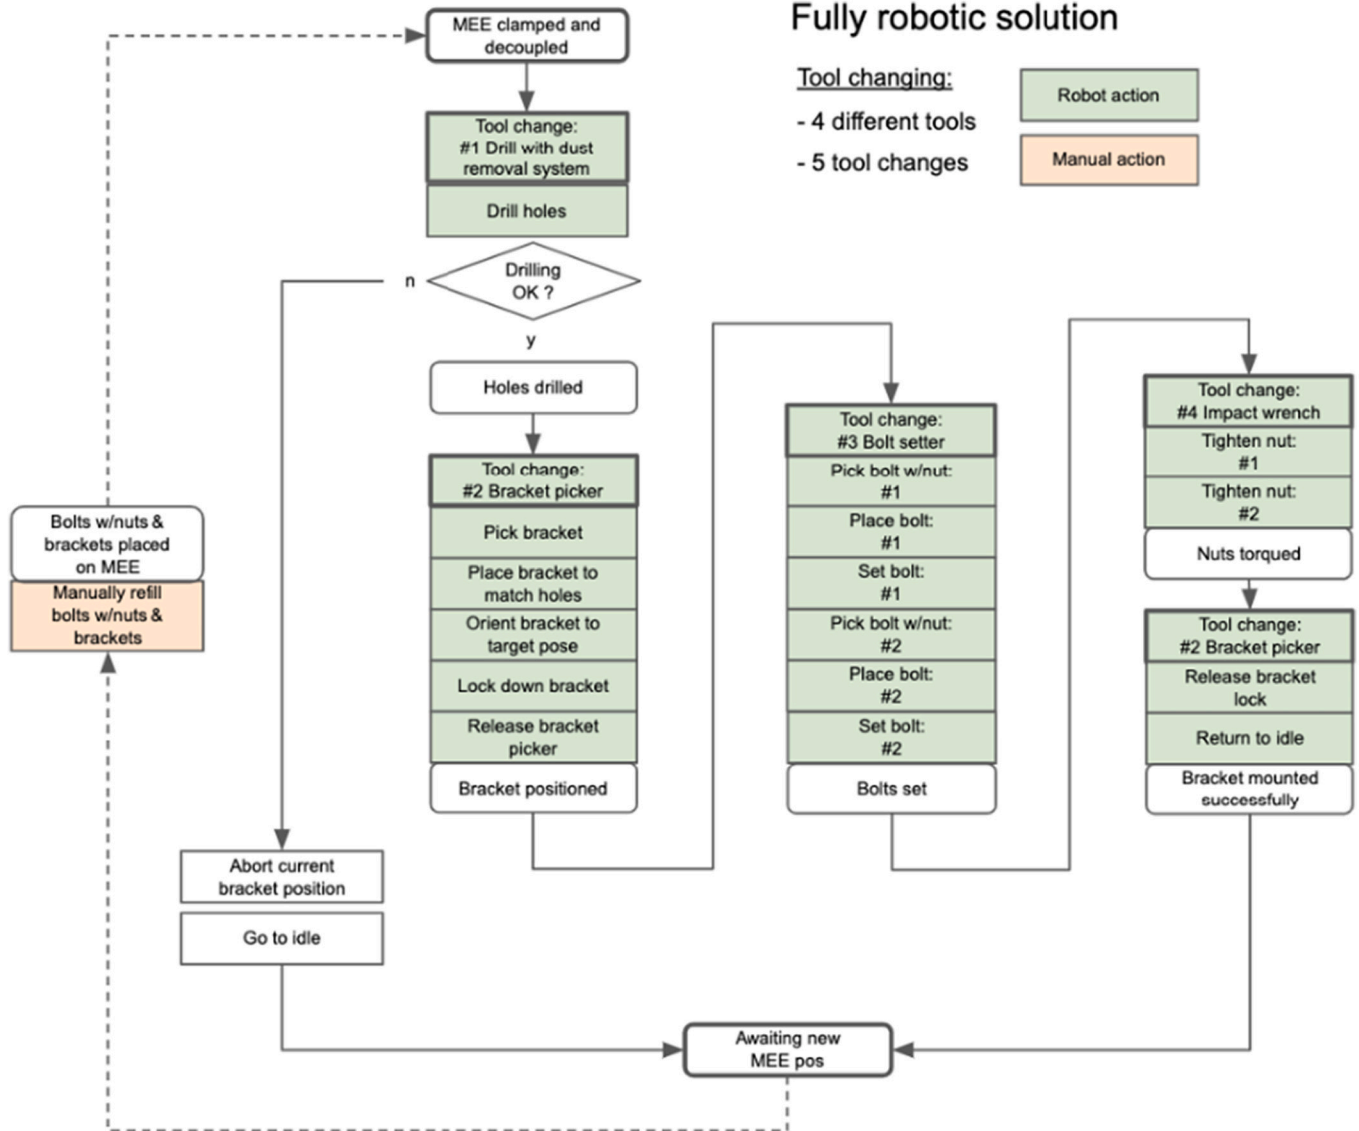 Fully robotic solution
Tool changing:
- 4 different tools
- 5 tool changes
Robot action
Manual action
MEE clamped and
decoupled
Tool change:
#1 Drill with dust
removal system
Drill holes
Drilling
OK ?
n
y
Holes drilled
Tool change:
#2 Bracket picker
Pick bracket
Place bracket to
match holes
Orient bracket to
target pose
Lock down bracket
Release bracket
picker
Bracket positioned
Tool change:
#3 Bolt setter
Pick bolt w/nut:
#1
Place bolt:
#1
Set bolt:
#1
Pick bolt w/nut:
#2
Place bolt:
#2
Set bolt:
#2
Bolts set
Tool change:
#4 Impact wrench
Tighten nut:
#1
Tighten nut:
#2
Nuts torqued
Tool change:
#2 Bracket picker
Release bracket
lock
Return to idle
Bracket mounted
successfully
Bolts w/nuts &
brackets placed
on MEE
Manually refill
bolts w/nuts &
brackets
Abort current
bracket position
Go to idle
Awaiting new
MEE pos